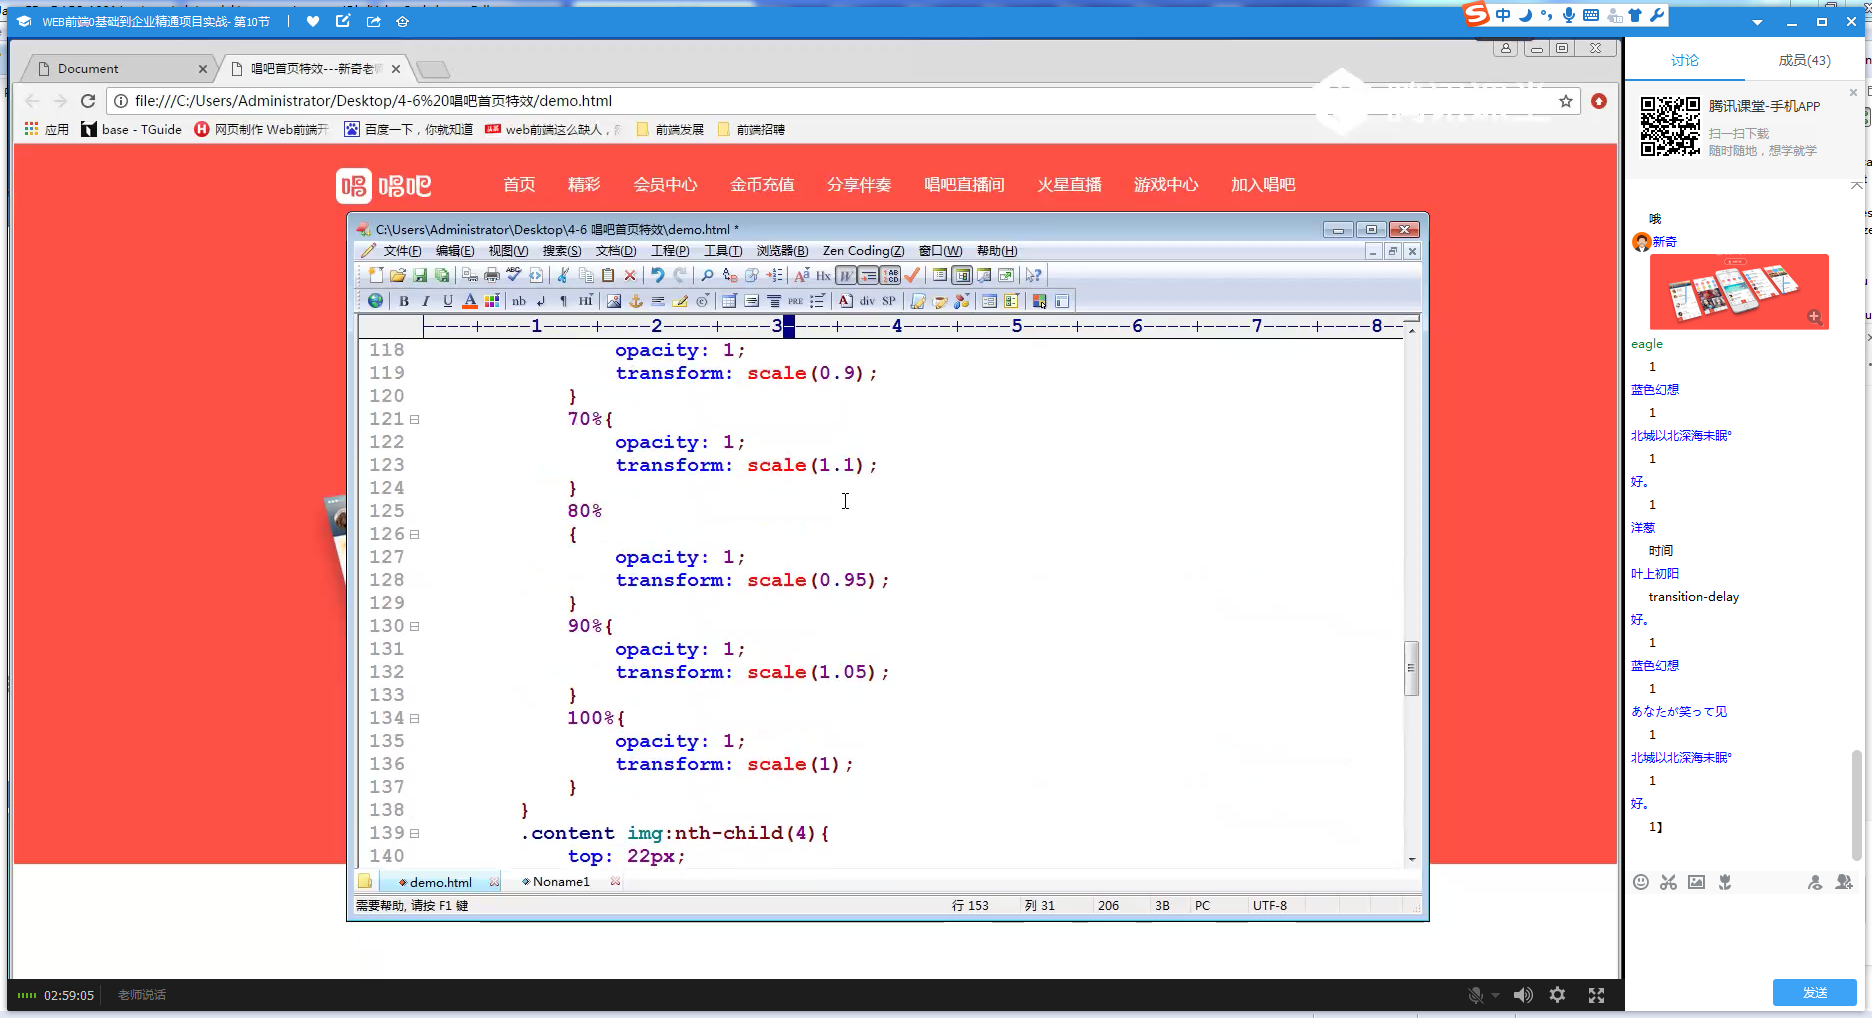 WEB前端0基础到企业精通项目实战- 第10节
中
Document
唱吧首页特效---新奇老师
file:///C:/Users/Administrator/Desktop/4-6%20唱吧首页特效/demo.html
应用
base - TGuide
网页制作 Web前端开
百度一下，你就知道
web前端这么缺人，
前端发展
前端招聘
唱吧
首页
精彩
会员中心
金币充值
分享伴奏
唱吧直播间
火星直播
游戏中心
加入唱吧
C:\Users\Administrator\Desktop\4-6 唱吧首页特效\demo.html *
文件(F) 编辑(E) 视图(V) 搜索(S) 文档(D) 工程(P) 工具(T) 浏览器(B) Zen Coding(Z) 窗口(W) 帮助(H)
----+----1----+----2----+----3----+----4----+----5----+----6----+----7----+----8---
118 opacity: 1;
119 transform: scale(0.9);
120 }
121 70%{
122 opacity: 1;
123 transform: scale(1.1);
124 }
125 80%
126 {
127 opacity: 1;
128 transform: scale(0.95);
129 }
130 90%{
131 opacity: 1;
132 transform: scale(1.05);
133 }
134 100%{
135 opacity: 1;
136 transform: scale(1);
137 }
138 }
139 .content img:nth-child(4){
140 top: 22px;
demo.html
Noname1
需要帮助, 请按 F1 键
行 153
列 31
206
3B
PC
UTF-8
02:59:05
老师说话
讨论
成员(43)
腾讯课堂-手机APP
扫一扫下载
随时随地，想学就学
哦
新奇
eagle
1
蓝色幻想
1
北城以北深海未眠°
1
好。
1
洋葱
时间
叶上初阳
transition-delay
好。
1
蓝色幻想
1
あなたが笑って见
1
北城以北深海未眠°
1
好。
1】
发送